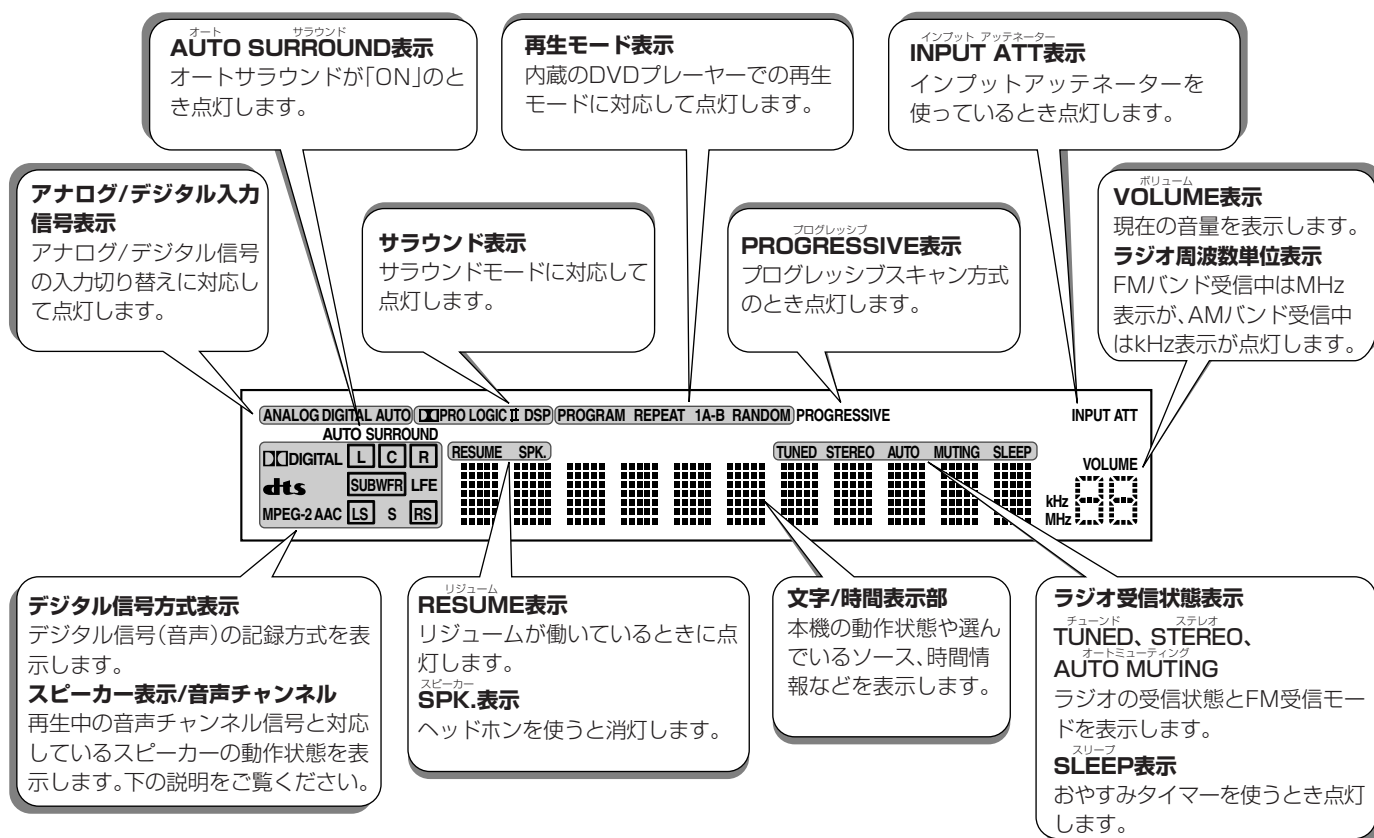 オート サラウンド
AUTO SURROUND表示
オートサラウンドが「ON」のと
き点灯します。
再生モード表示
内蔵のDVDプレーヤーでの再生
モードに対応して点灯します。
インプット アッテネーター
INPUT ATT表示
インプットアッテネーターを
使っているとき点灯します。
アナログ/デジタル入力
信号表示
アナログ/デジタル信号
の入力切り替えに対応し
て点灯します。
サラウンド表示
サラウンドモードに対応して
点灯します。
プログレッシブ
PROGRESSIVE表示
プログレッシブスキャン方式
のとき点灯します。
ボリューム
VOLUME表示
現在の音量を表示します。
ラジオ周波数単位表示
FMバンド受信中はMHz
表示が、AMバンド受信中
はkHz表示が点灯します。
ANALOG DIGITAL AUTO PRO LOGIC II DSP PROGRAM REPEAT 1A-B RANDOM PROGRESSIVE INPUT ATT
AUTO SURROUND
DIGITAL L C R RESUME SPK. TUNED STEREO AUTO MUTING SLEEP VOLUME
dts SUBWFR LFE
kHz
MPEG-2 AAC LS S RS MHz
デジタル信号方式表示
デジタル信号(音声)の記録方式を表
示します。
スピーカー表示/音声チャンネル
再生中の音声チャンネル信号と対応
しているスピーカーの動作状態を表
示します。下の説明をご覧ください。
リジューム
RESUME表示
リジュームが働いているときに点
灯します。
スピーカー
SPK.表示
ヘッドホンを使うと消灯します。
文字/時間表示部
本機の動作状態や選ん
でいるソース、時間情
報などを表示します。
ラジオ受信状態表示
チューンド ステレオ
TUNED、STEREO、
オートミューティング
AUTO MUTING
ラジオの受信状態とFM受信モー
ドを表示します。
スリープ
SLEEP表示
おやすみタイマーを使うとき点灯
します。